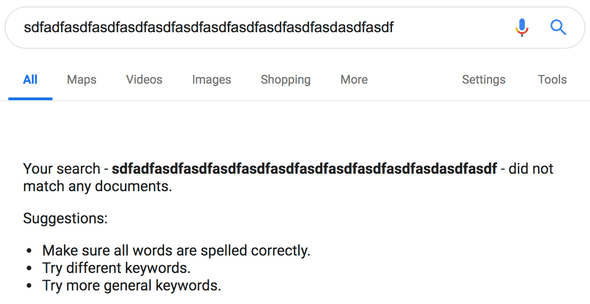 sdfadfasdfasdfasdfasdfasdfasdfasdfasdfasdfasdasdfasdf
All Maps Videos Images Shopping More Settings Tools
Your search - sdfadfasdfasdfasdfasdfasdfasdfasdfasdfasdfasdasdfasdf - did not
match any documents.
Suggestions:
• Make sure all words are spelled correctly.
• Try different keywords.
• Try more general keywords.